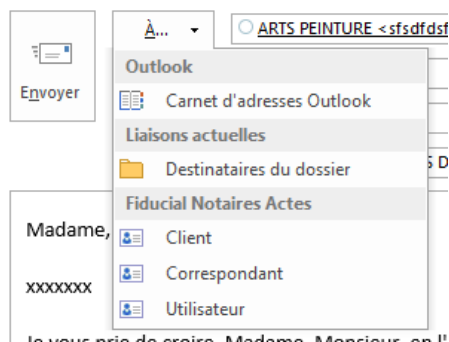 À...
ARTS PEINTURE <sfsdfdsf
Envoyer
Outlook
Carnet d'adresses Outlook
Liaisons actuelles
Destinataires du dossier
S D
Fiducial Notaires Actes
Madame,
Client
Correspondant
xxxxxxx
Utilisateur
Je vous prie de croire, Madame, Monsieur, en l'